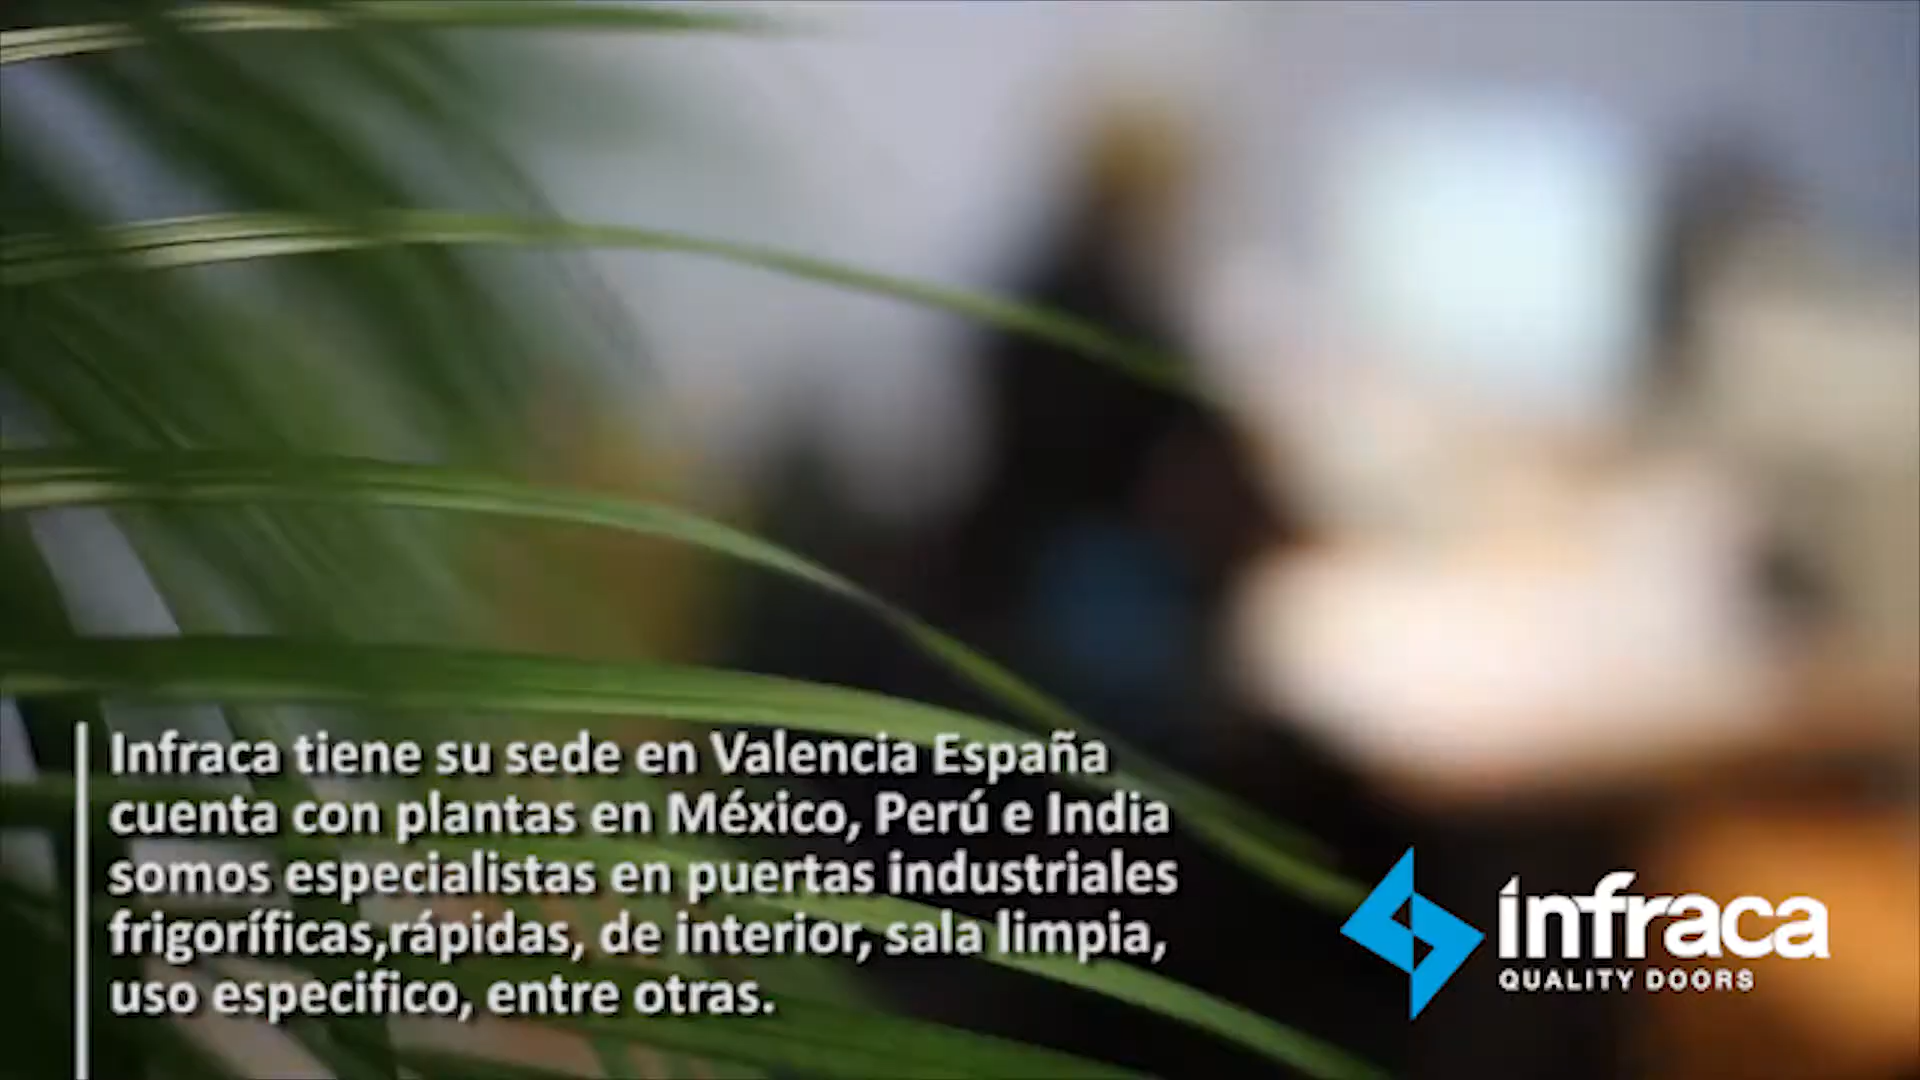 Infraca tiene su sede en Valencia España
cuenta con plantas en México, Perú e India
somos especialistas en puertas industriales
frigoríficas,rápidas, de interior, sala limpia,
uso especifico, entre otras.
infraca
QUALITY DOORS